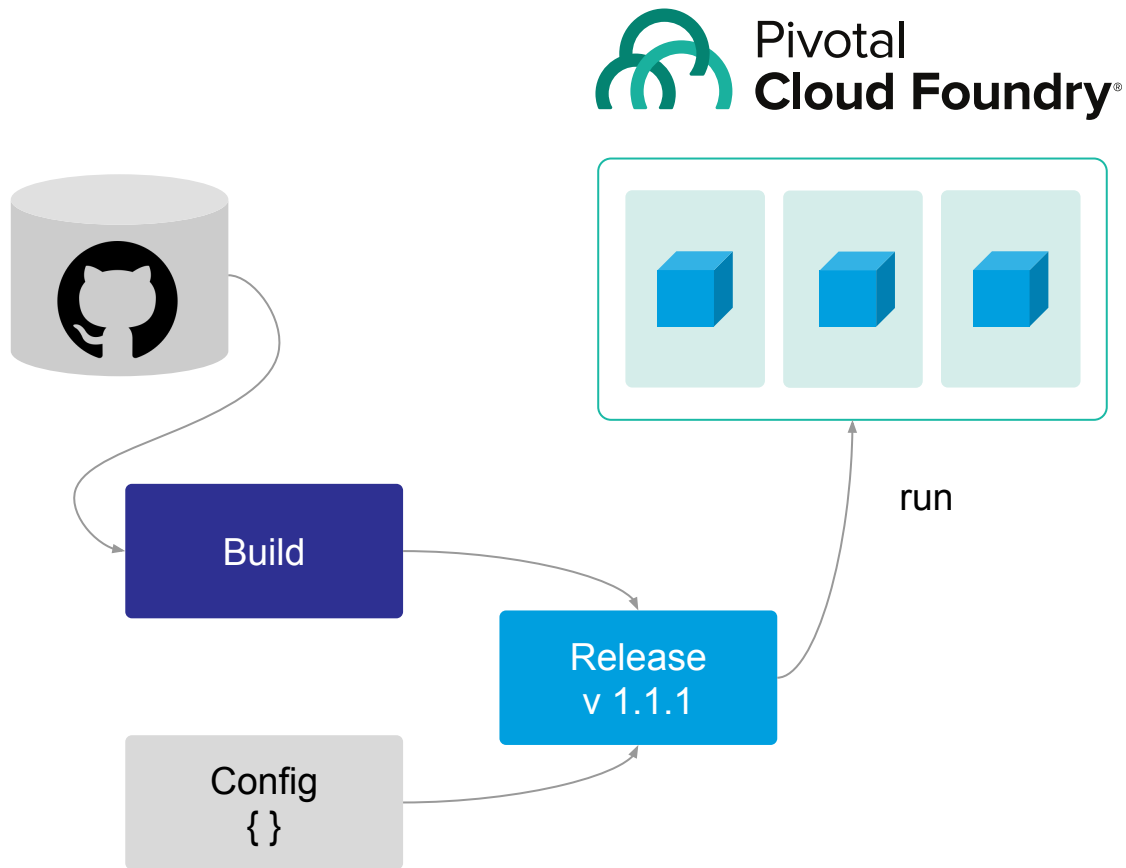 Pivotal
Cloud Foundry®
run
Build
Release
v 1.1.1
Config
{ }